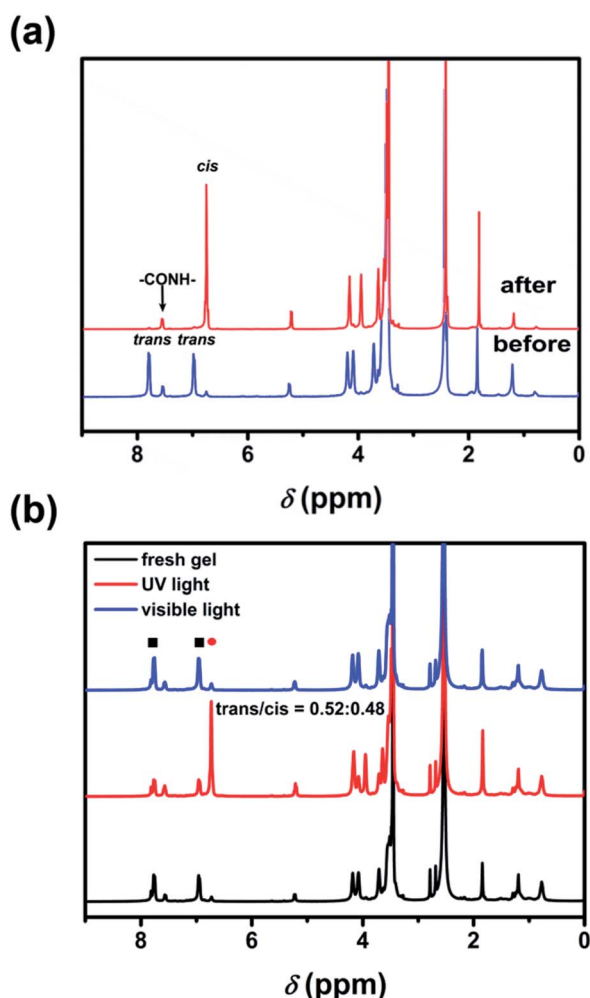 (a)
cis
-CONH-
after
trans trans
before
8 6 4 2 0
δ (ppm)
(b)
fresh gel
UV light
visible light
trans/cis = 0.52:0.48
8 6 4 2 0
δ (ppm)